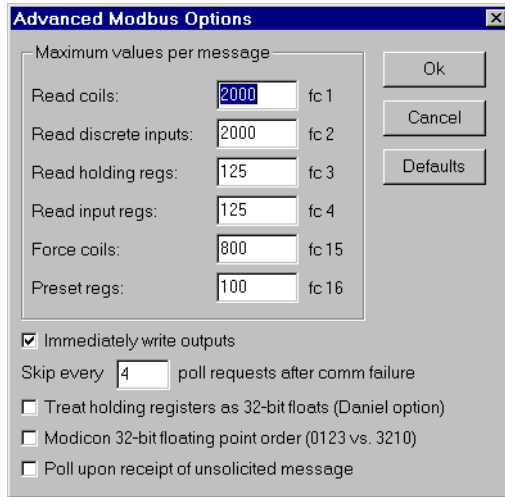 Advanced Modbus Options
Maximum values per message
Read coils: 2000 fc 1
Read discrete inputs: 2000 fc 2
Read holding regs: 125 fc 3
Read input regs: 125 fc 4
Force coils: 800 fc 15
Preset regs: 100 fc 16
Ok
Cancel
Defaults
Immediately write outputs
Skip every 4 poll requests after comm failure
Treat holding registers as 32-bit floats (Daniel option)
Modicon 32-bit floating point order (0123 vs. 3210)
Poll upon receipt of unsolicited message